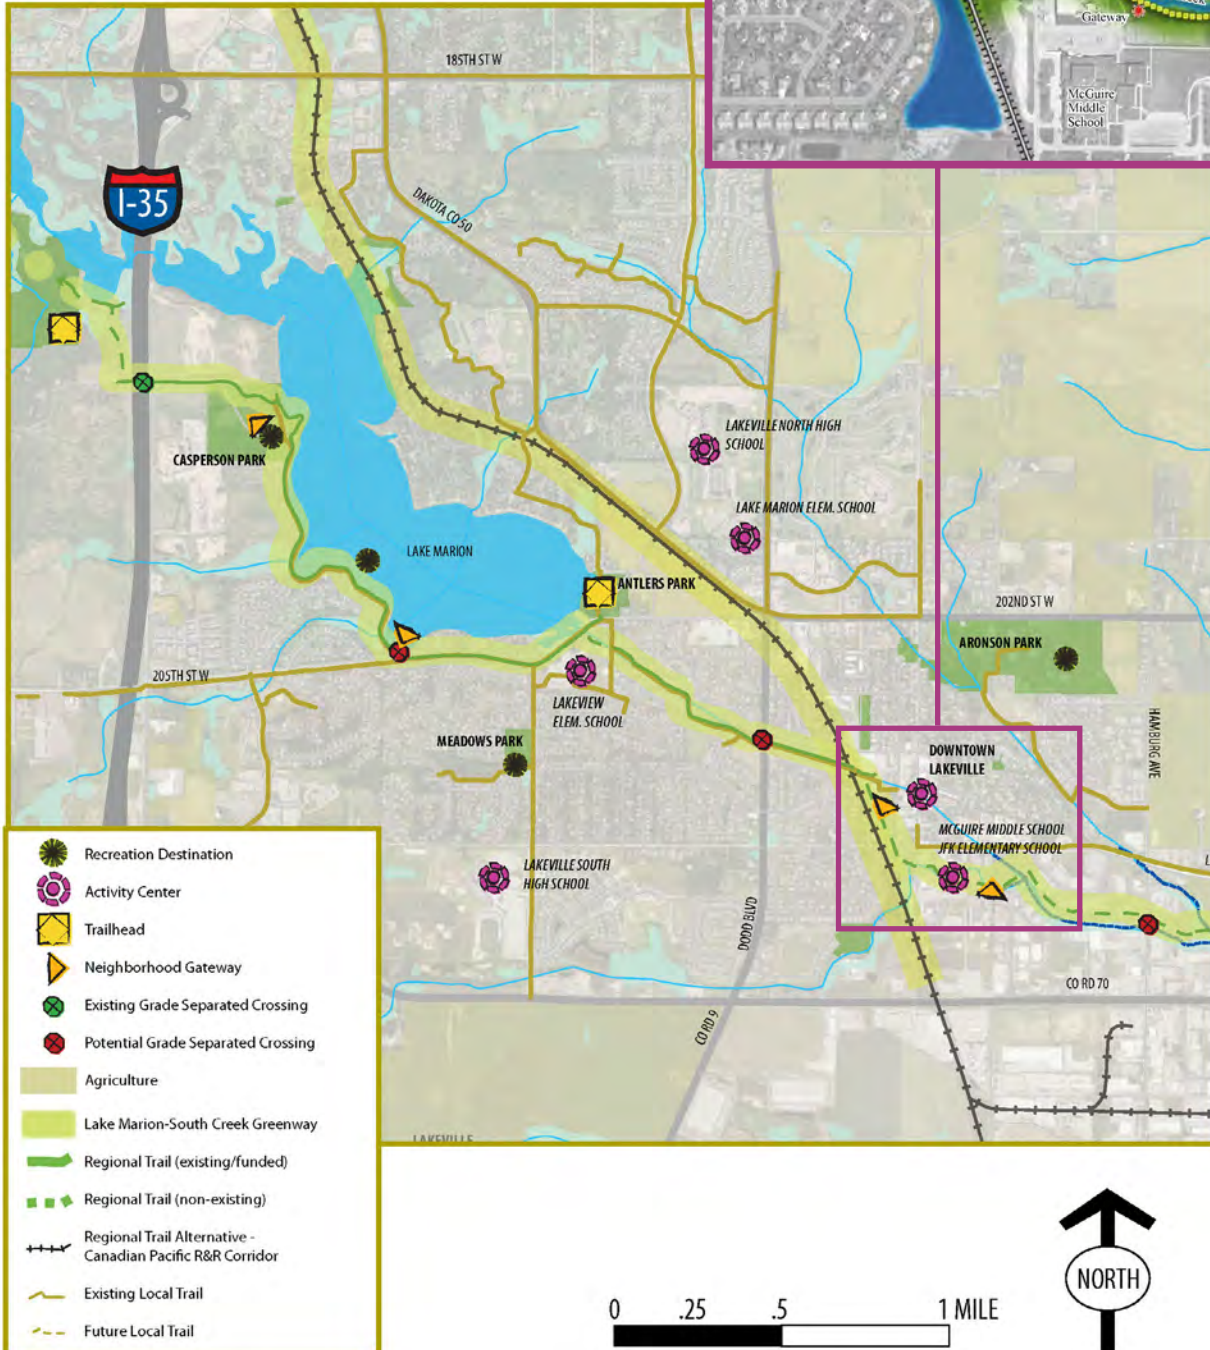 Gateway
McGuire
Middle
School
185TH ST W
I-35
DAKOTA CO 50
LAKEVILLE NORTH HIGH
SCHOOL
CASPERSON PARK
LAKE MARION ELEM. SCHOOL
LAKE MARION
ANTLERS PARK
202ND ST W
ARONSON PARK
205TH ST W
LAKEVIEW
ELEM. SCHOOL
HAMBURG AVE
MEADOWS PARK
DOWNTOWN
LAKEVILLE
MCGUIRE MIDDLE SCHOOL
JFK ELEMENTARY SCHOOL
LAKEVILLE SOUTH
HIGH SCHOOL
DODD BLVD
CO RD 70
CO RD 9
LAKEVILLE
Recreation Destination
Activity Center
Trailhead
Neighborhood Gateway
Existing Grade Separated Crossing
Potential Grade Separated Crossing
Agriculture
Lake Marion-South Creek Greenway
Regional Trail (existing/funded)
Regional Trail (non-existing)
Regional Trail Alternative -
Canadian Pacific R&R Corridor
Existing Local Trail
Future Local Trail
0 .25 .5 1 MILE
NORTH